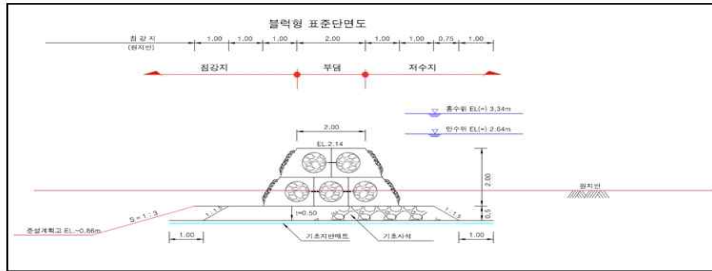 블럭형 표준단면도
침강지 1.00 1.00 1.00 2.00 1.00 1.00 0.75 1.00
(원지반)
침강지 부댐 저수지
홍수위 EL(+) 3.34m
만수위 EL(+) 2.64m
2.00
EL.2.14
2.00
원지반
1:1.5 t=0.50 1:1.5 0.5
S = 1 : 3
준설계획고 EL.-0.86m
1.00 기초지반매트 기초사석 1.00